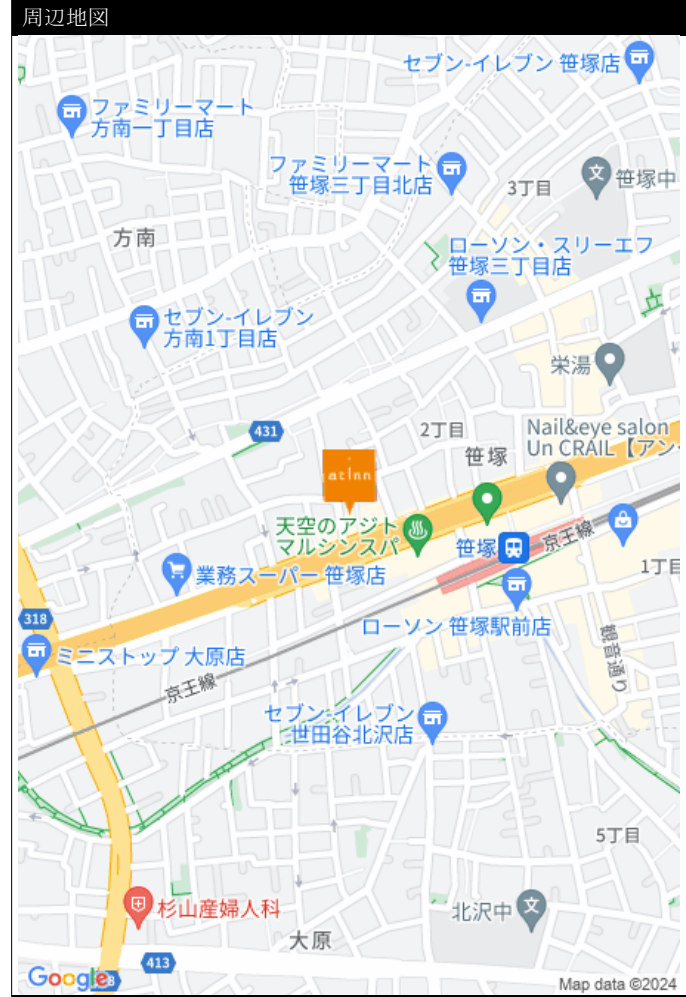 周辺地図
セブン-イレブン 笹塚店
ファミリーマート
方南一丁目店
ファミリーマート
笹塚三丁目北店
3丁目
笹塚中
方南
ローソン・スリーエフ
笹塚三丁目店
セブン-イレブン
方南1丁目店
栄湯
431
2丁目
Nail&eye salon
Un CRAIL【アン
笹塚
at Inn
天空のアジト
マルシンスパ
笹塚
京王線
業務スーパー 笹塚店
1丁目
318
ローソン 笹塚駅前店
観音通り
ミニストップ 大原店
京王線
セブン-イレブン
世田谷北沢店
5丁目
杉山産婦人科
北沢中
大原
413
Google
Map data ©2024